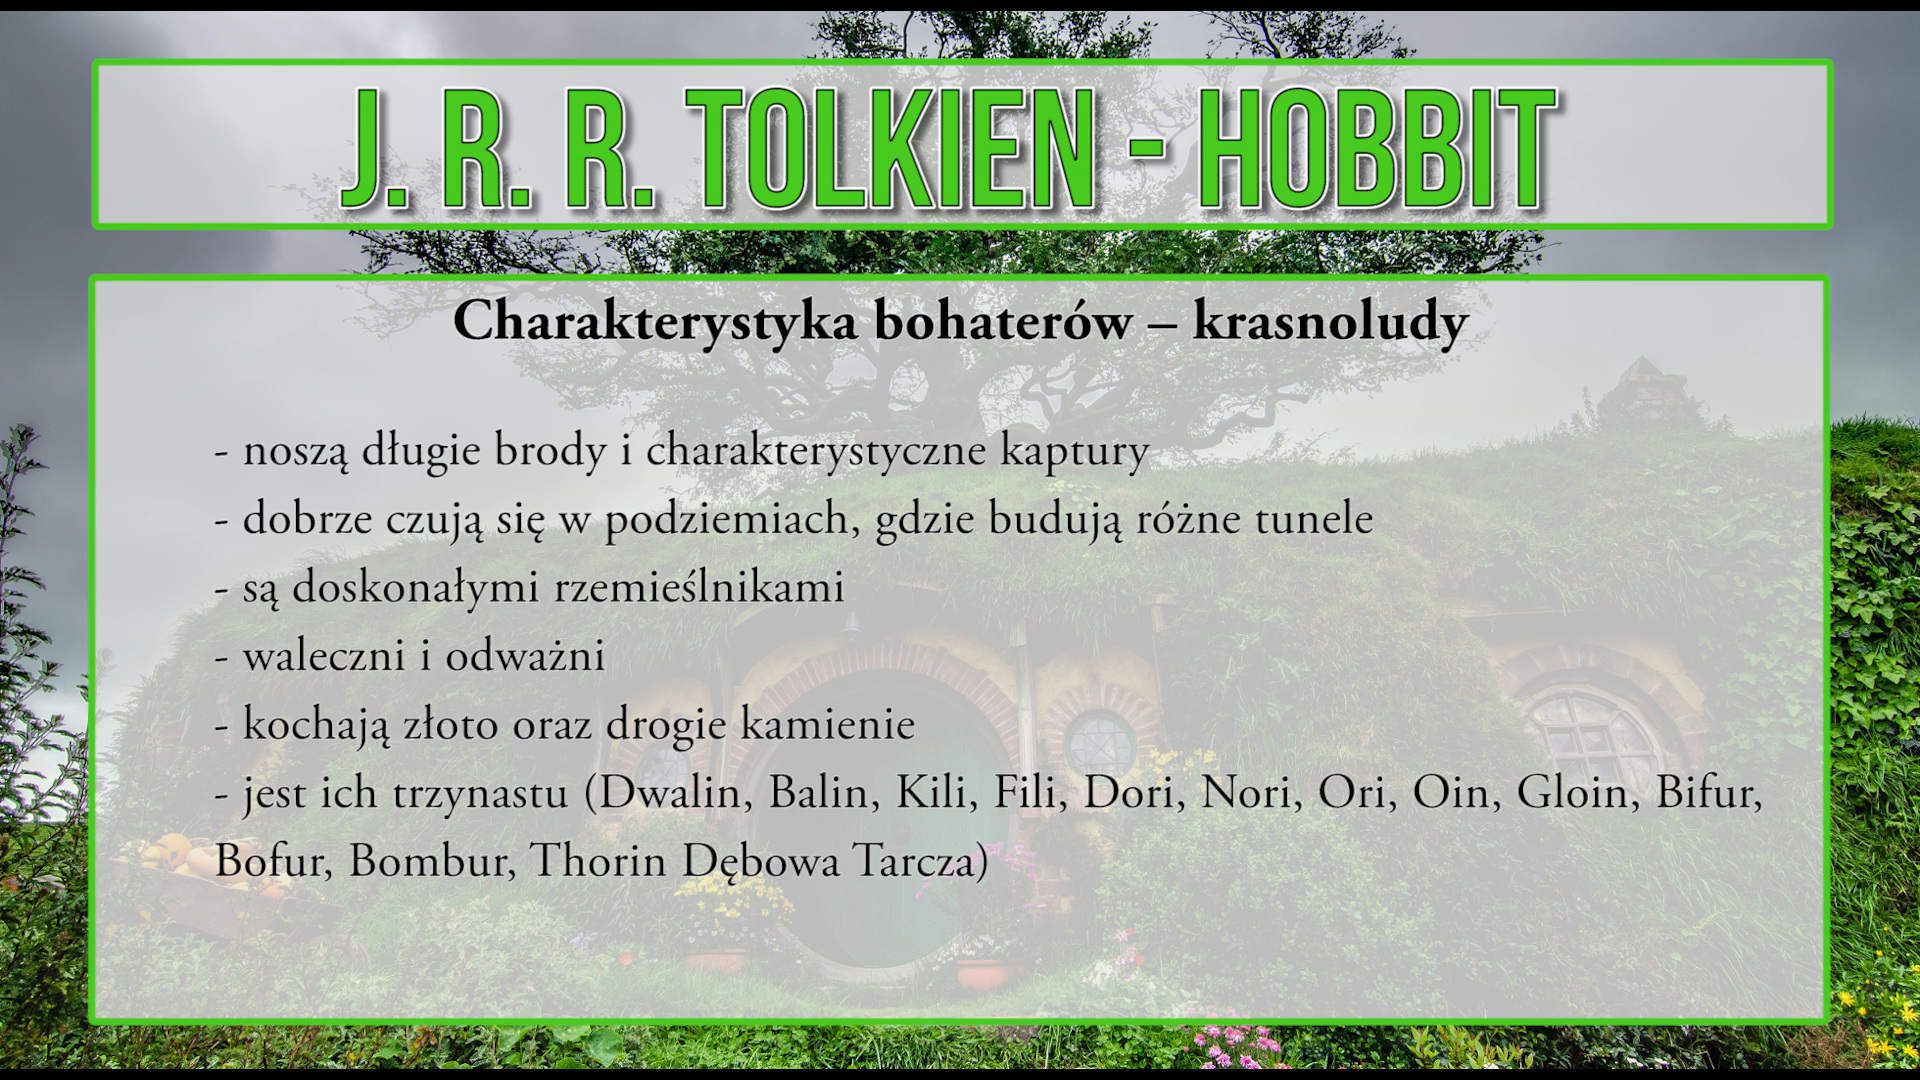 J. R. R. TOLKIEN - HOBBIT
Charakterystyka bohaterów – krasnoludy
- noszą długie brody i charakterystyczne kaptury
- dobrze czują się w podziemiach, gdzie budują różne tunele
- są doskonałymi rzemieślnikami
- waleczni i odważni
- kochają złoto oraz drogie kamienie
- jest ich trzynastu (Dwalin, Balin, Kili, Fili, Dori, Nori, Ori, Oin, Gloin, Bifur,
Bofur, Bombur, Thorin Dębowa Tarcza)